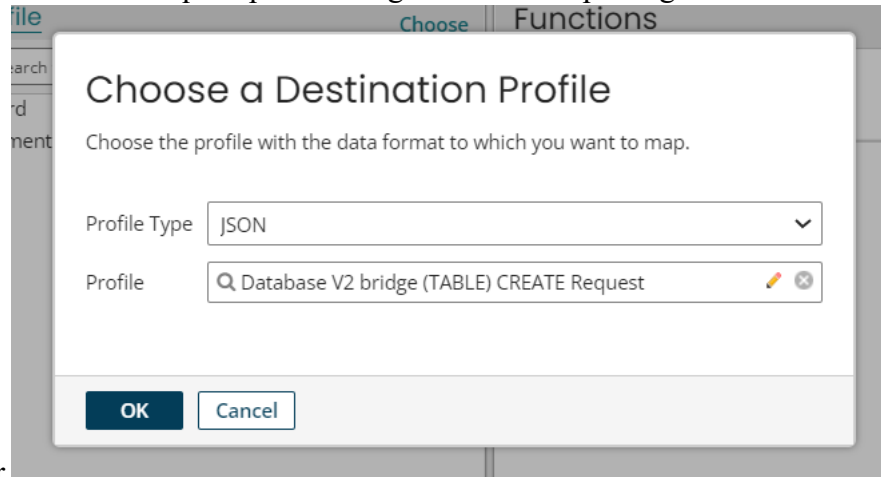 Choose
Functions
Choose a Destination Profile
Choose the profile with the data format to which you want to map.
Profile Type
JSON
Profile
Database V2 bridge (TABLE) CREATE Request
OK
Cancel